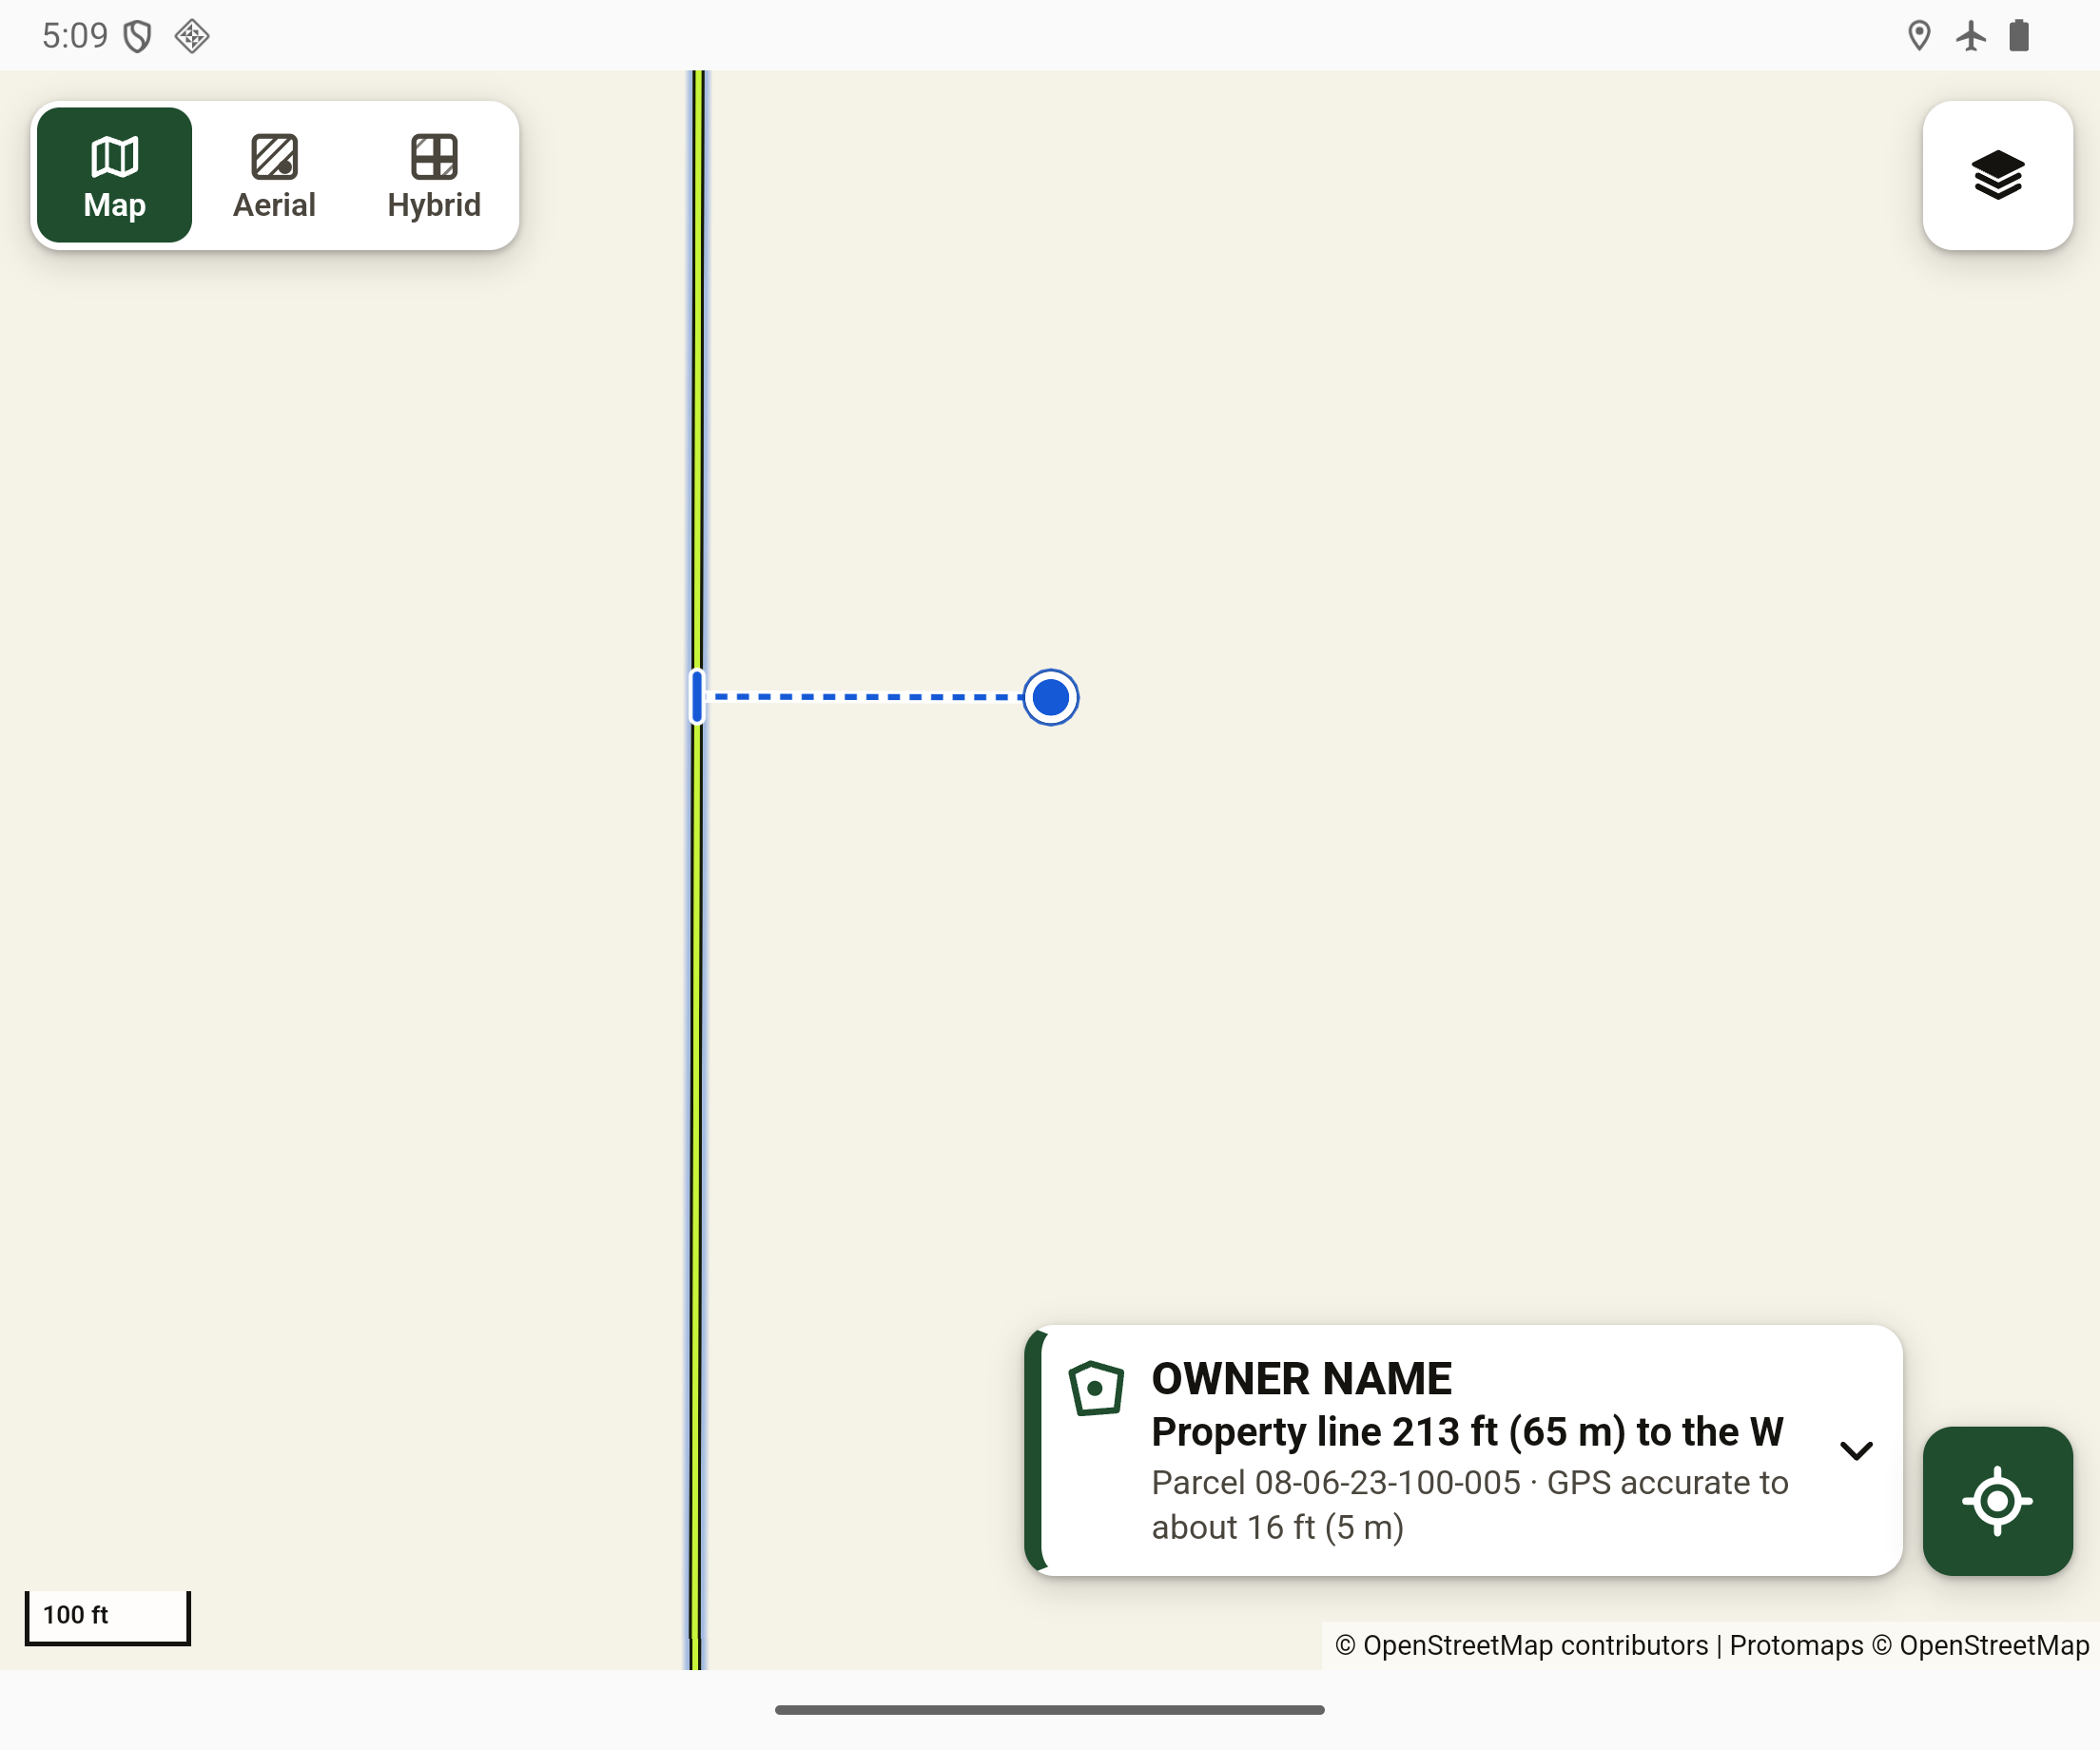 5:09
Map
Aerial
Hybrid
OWNER NAME
Property line 213 ft (65 m) to the W
Parcel 08-06-23-100-005 · GPS accurate to
about 16 ft (5 m)
100 ft
© OpenStreetMap contributors | Protomaps © OpenStreetMap